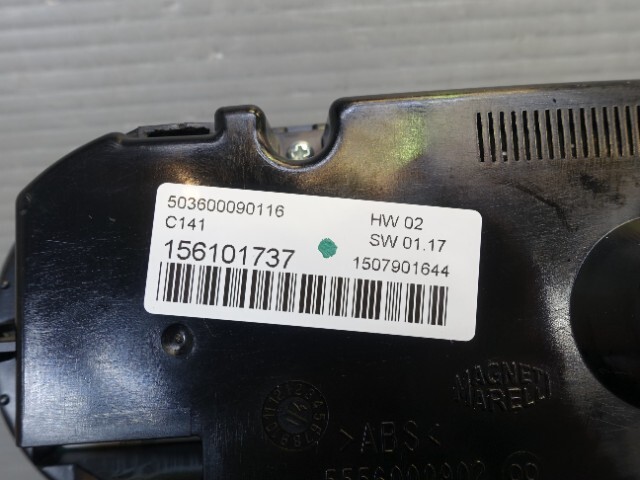 503600090116
C141
156101737
HW 02
SW 01.17
1507901644
MAGNETI
MARELLI
>ABS<